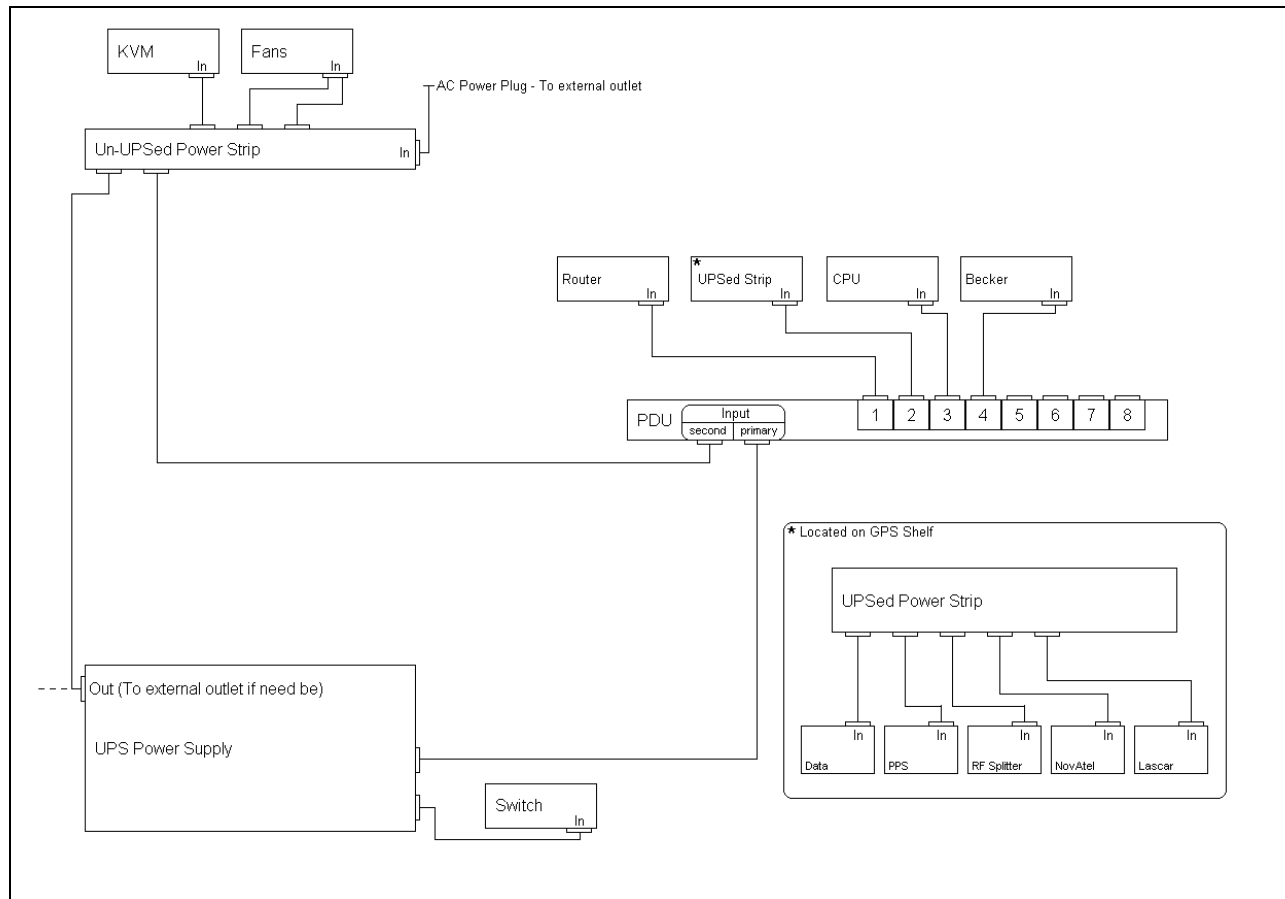 KVM
In
Fans
In
AC Power Plug - To external outlet
Un-UPSed Power Strip
In
Router
In
* UPSed Strip
In
CPU
In
Becker
In
PDU
Input
second primary
1 2 3 4 5 6 7 8
* Located on GPS Shelf
UPSed Power Strip
In
Data
In
PPS
In
RF Splitter
In
NovAtel
In
Lascar
Out (To external outlet if need be)
UPS Power Supply
Switch
In